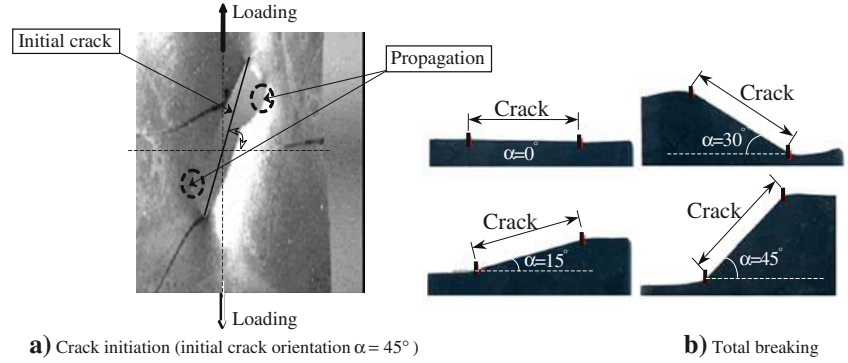 Loading
Initial crack
Propagation
Loading
a) Crack initiation (initial crack orientation α = 45°)
Crack
α=0°
Crack
α=30°
Crack
α=15°
Crack
α=45°
b) Total breaking